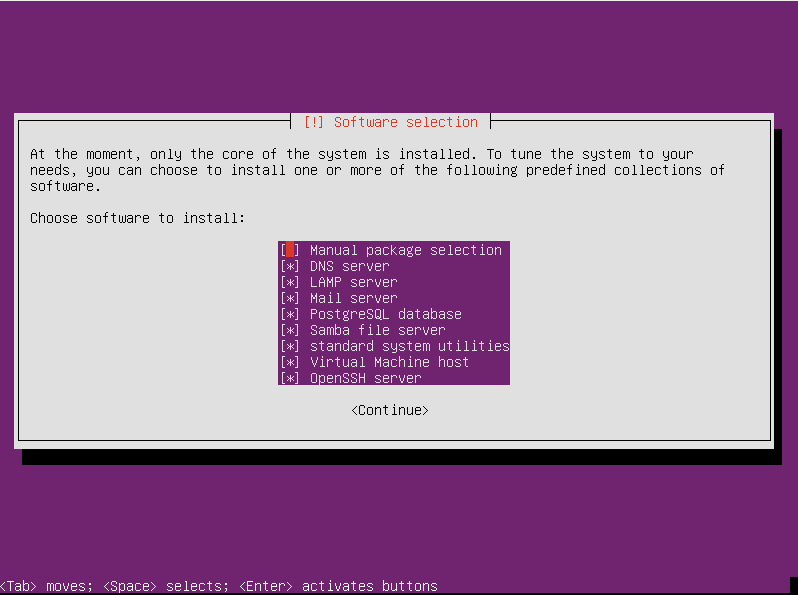 [!] Software selection
At the moment, only the core of the system is installed. To tune the system to your
needs, you can choose to install one or more of the following predefined collections of
software.
Choose software to install:
[ ] Manual package selection
[*] DNS server
[*] LAMP server
[*] Mail server
[*] PostgreSQL database
[*] Samba file server
[*] standard system utilities
[*] Virtual Machine host
[*] OpenSSH server
<Continue>
<Tab> moves; <Space> selects; <Enter> activates buttons